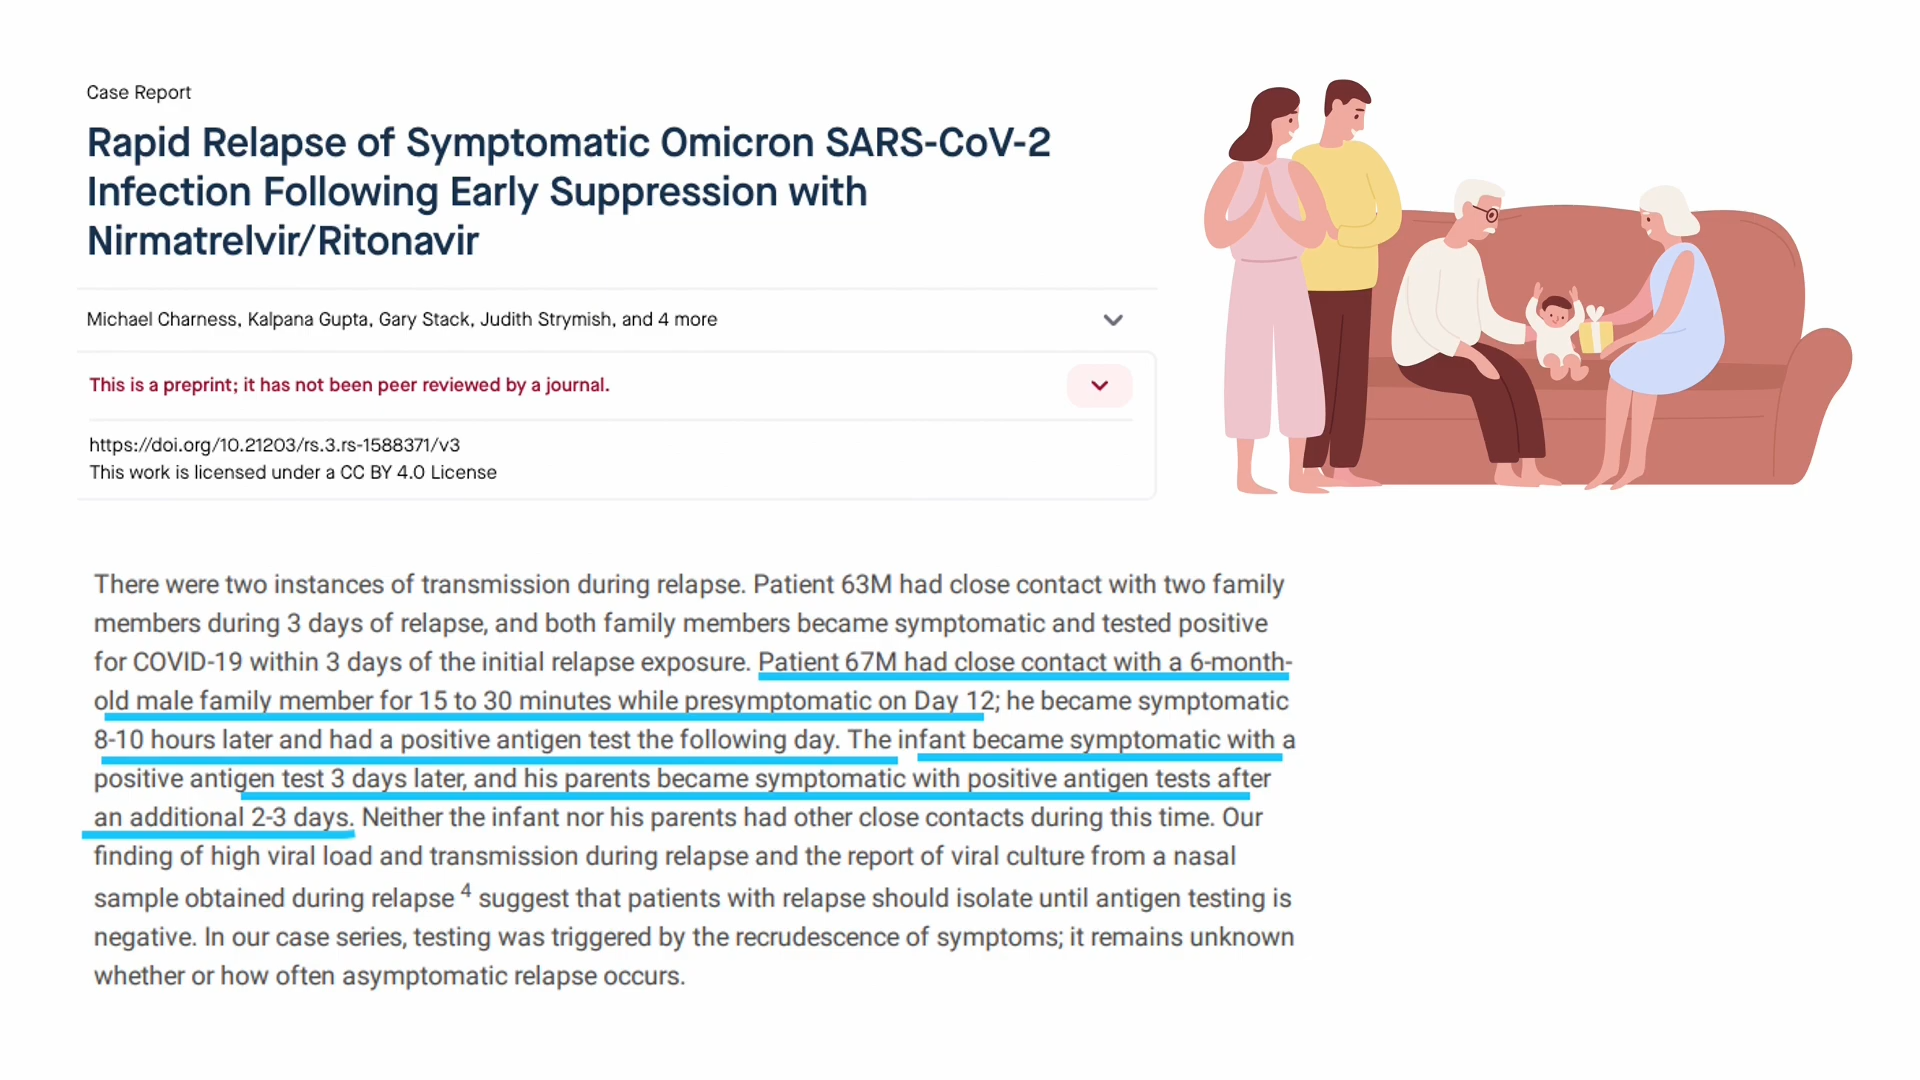 Case Report
Rapid Relapse of Symptomatic Omicron SARS-CoV-2
Infection Following Early Suppression with
Nirmatrelvir/Ritonavir
Michael Charness, Kalpana Gupta, Gary Stack, Judith Strymish, and 4 more
This is a preprint; it has not been peer reviewed by a journal.
https://doi.org/10.21203/rs.3.rs-1588371/v3
This work is licensed under a CC BY 4.0 License
There were two instances of transmission during relapse. Patient 63M had close contact with two family
members during 3 days of relapse, and both family members became symptomatic and tested positive
for COVID-19 within 3 days of the initial relapse exposure. Patient 67M had close contact with a 6-month-
old male family member for 15 to 30 minutes while presymptomatic on Day 12; he became symptomatic
8-10 hours later and had a positive antigen test the following day. The infant became symptomatic with a
positive antigen test 3 days later, and his parents became symptomatic with positive antigen tests after
an additional 2-3 days. Neither the infant nor his parents had other close contacts during this time. Our
finding of high viral load and transmission during relapse and the report of viral culture from a nasal
sample obtained during relapse 4 suggest that patients with relapse should isolate until antigen testing is
negative. In our case series, testing was triggered by the recrudescence of symptoms; it remains unknown
whether or how often asymptomatic relapse occurs.